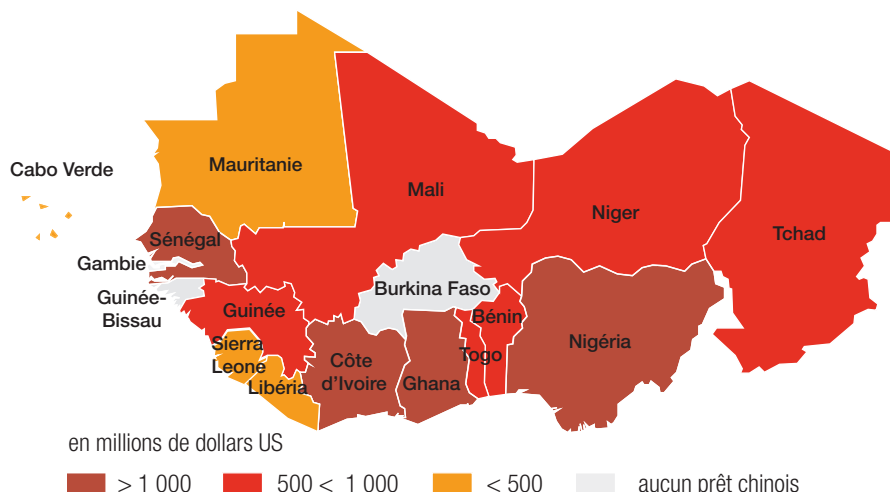 Mauritanie
Cabo Verde
Mali
Niger
Tchad
Sénégal
Gambie
Guinée-
Bissau
Burkina Faso
Guinée
Bénin
Sierra
Leone
Nigéria
Togo
Côte
d'Ivoire
Ghana
Libéria
en millions de dollars US
> 1 000
500 < 1 000
< 500
aucun prêt chinois